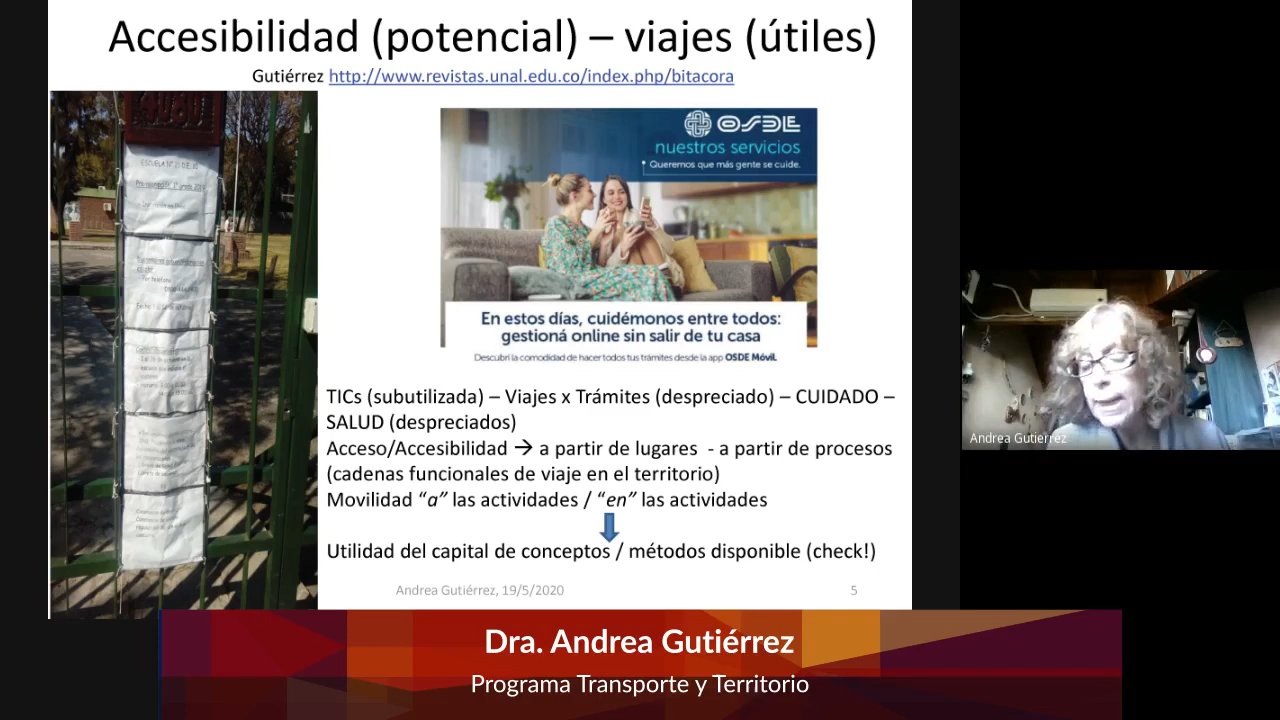 Accesibilidad (potencial) – viajes (útiles)
Gutiérrez http://www.revistas.unal.edu.co/index.php/bitacora
OSDE
nuestros servicios
Queremos que más gente se cuide.
En estos días, cuidémonos entre todos:
gestioná online sin salir de tu casa
Descubrí la comodidad de hacer todos tus trámites desde la app OSDE Móvil.
TICs (subutilizada) – Viajes x Trámites (despreciado) – CUIDADO –
SALUD (despreciados)
Acceso/Accesibilidad → a partir de lugares - a partir de procesos
(cadenas funcionales de viaje en el territorio)
Movilidad “a” las actividades / “en” las actividades
Utilidad del capital de conceptos / métodos disponible (check!)
Andrea Gutiérrez, 19/5/2020
5
Andrea Gutierrez
Dra. Andrea Gutiérrez
Programa Transporte y Territorio